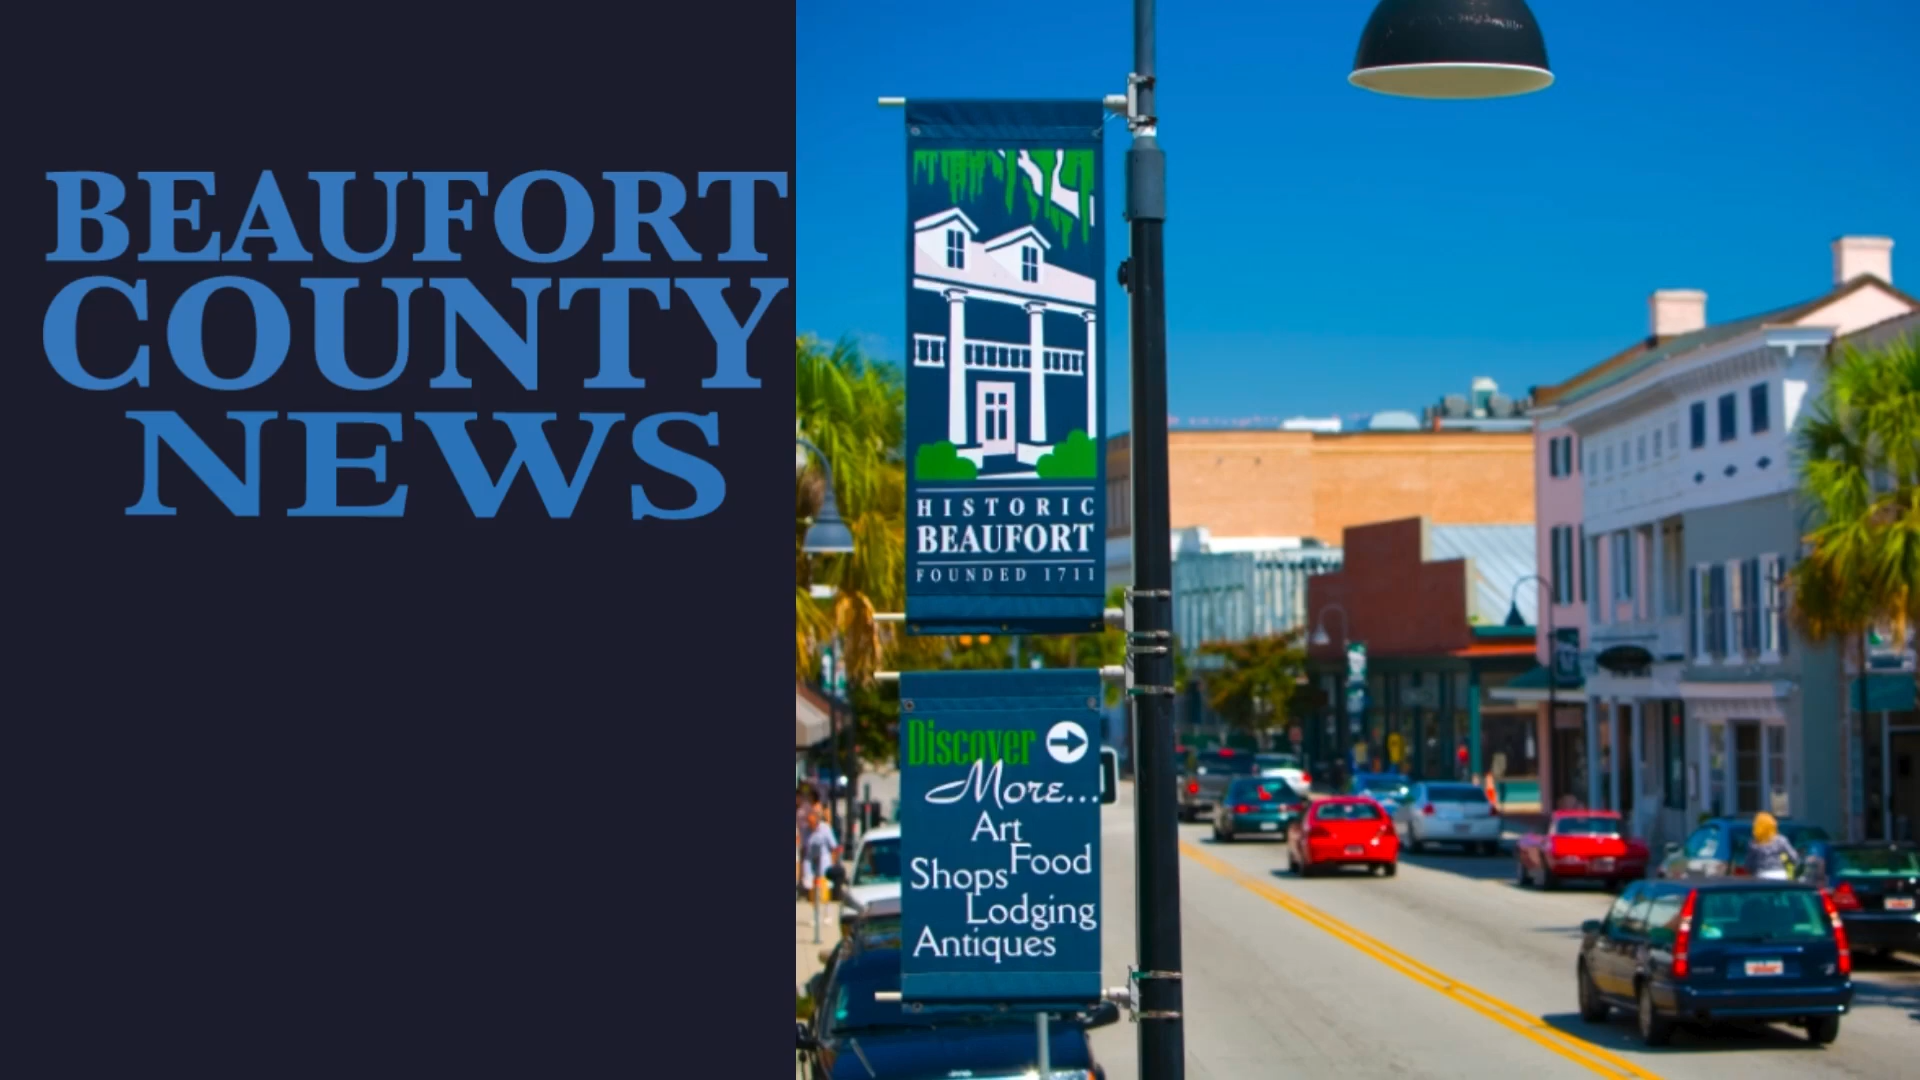 BEAUFORT
COUNTY
NEWS
HISTORIC
BEAUFORT
FOUNDED 1711
Discover
More...
Art
Food
Shops
Lodging
Antiques